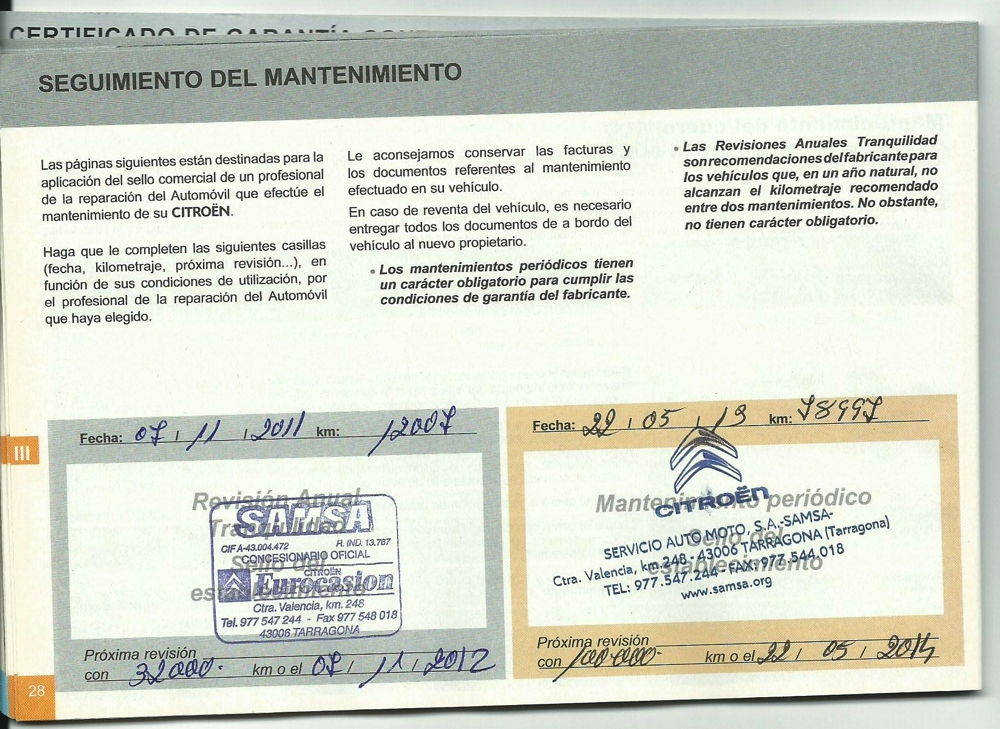 SEGUIMIENTO DEL MANTENIMIENTO
Las páginas siguientes están destinadas para la
aplicación del sello comercial de un profesional
de la reparación del Automóvil que efectúe el
mantenimiento de su CITROËN.
Haga que le completen las siguientes casillas
(fecha, kilometraje, próxima revisión...), en
función de sus condiciones de utilización, por
el profesional de la reparación del Automóvil
que haya elegido.
Le aconsejamos conservar las facturas y
los documentos referentes al mantenimiento
efectuado en su vehículo.
En caso de reventa del vehículo, es necesario
entregar todos los documentos de a bordo del
vehículo al nuevo propietario.
• Los mantenimientos periódicos tienen
un carácter obligatorio para cumplir las
condiciones de garantía del fabricante.
• Las Revisiones Anuales Tranquilidad
son recomendaciones del fabricante para
los vehículos que, en un año natural, no
alcanzan el kilometraje recomendado
entre dos mantenimientos. No obstante,
no tienen carácter obligatorio.
Fecha: 07 / 11 / 2011 km: 12007
Revisión Anual
Tranquilidad
Sello del
establecimiento
SAMSA
CIF A-43.004.472 R. IND. 13.767
CONCESIONARIO OFICIAL
CITROËN
Eurocasion
Ctra. Valencia, km. 248
Tel. 977 547 244 - Fax 977 548 018
43006 TARRAGONA
Próxima revisión
con 32000- km o el 07 / 11 / 2012
Fecha: 22 / 05 / 13 km: 78997
Mantenimiento periódico
Sello del
establecimiento
CITROËN
SERVICIO AUTO MOTO, S.A.-SAMSA-
Ctra. Valencia, km.248 - 43006 TARRAGONA (Tarragona)
TEL: 977.547.244 - FAX: 977.544.018
www.samsa.org
Próxima revisión
con 100.000- km o el 22 / 05 / 2014
III
28